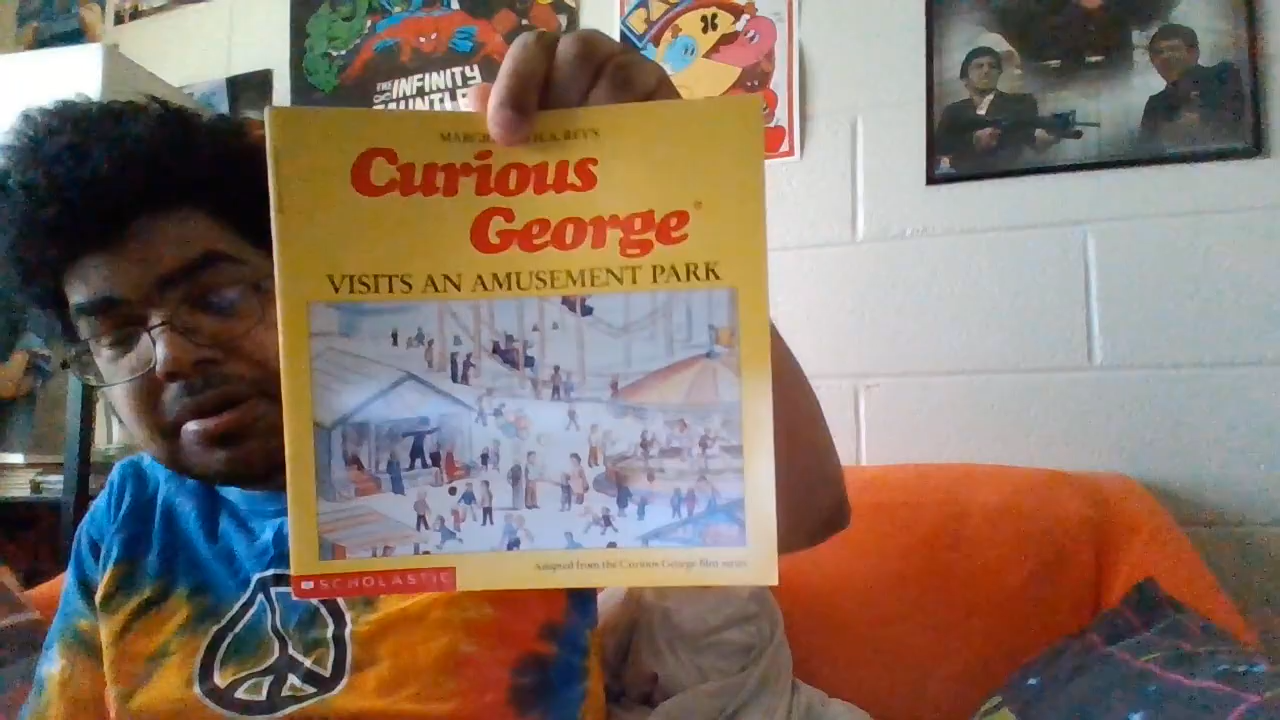 THE
INFINITY
Curious
George®
VISITS AN AMUSEMENT PARK
Adapted from the Curious George film series
SCHOLASTIC